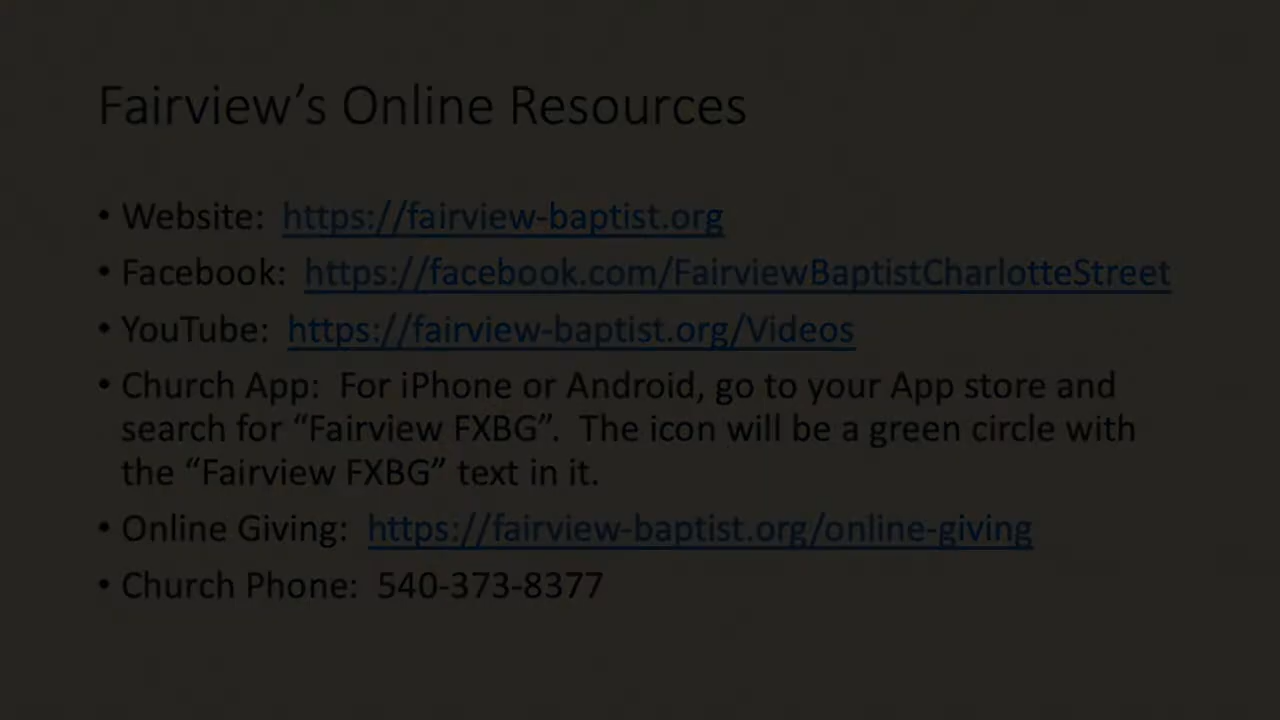 Fairview’s Online Resources
• Website: https://fairview-baptist.org
• Facebook: https://facebook.com/FairviewBaptistCharlotteStreet
• YouTube: https://fairview-baptist.org/Videos
• Church App: For iPhone or Android, go to your App store and
search for “Fairview FXBG”. The icon will be a green circle with
the “Fairview FXBG” text in it.
• Online Giving: https://fairview-baptist.org/online-giving
• Church Phone: 540-373-8377